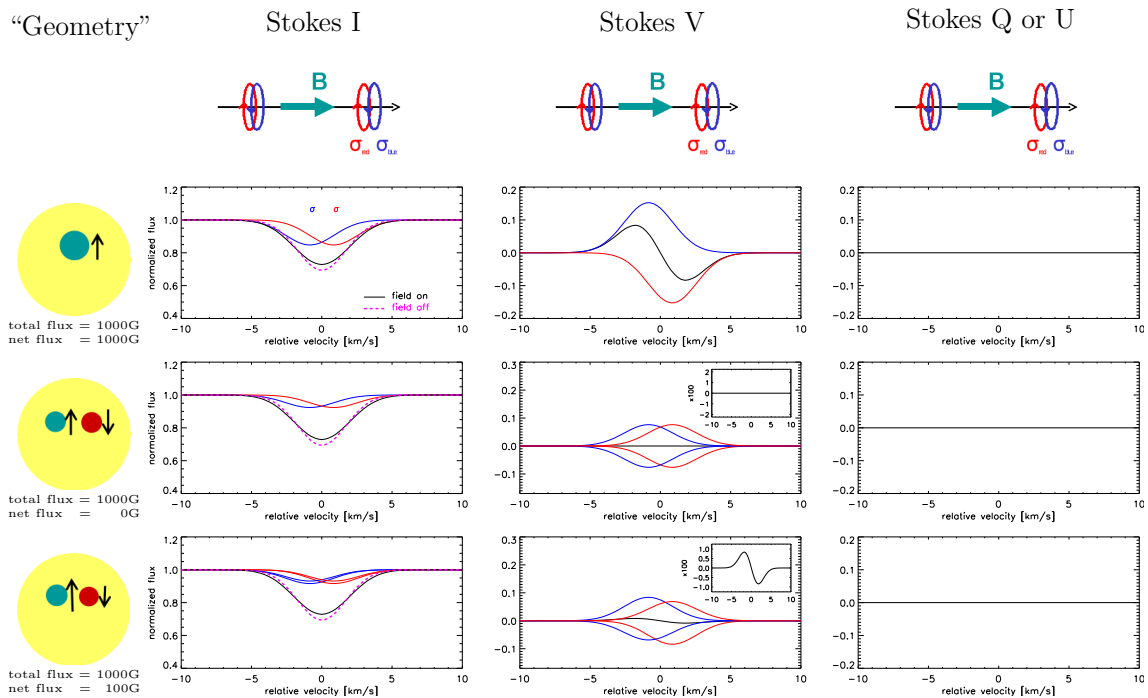 “Geometry”
Stokes I
Stokes V
Stokes Q or U
B
σ red σ blue
B
σ red σ blue
B
σ red σ blue
total flux = 1000G
net flux = 1000G
normalized flux
1.2
1.0
0.8
0.6
0.4
σ σ
field on
field off
-10 -5 0 5 10
relative velocity [km/s]
0.2
0.1
0.0
-0.1
-0.2
-10 -5 0 5 10
relative velocity [km/s]
0.2
0.1
0.0
-0.1
-0.2
-10 -5 0 5 10
relative velocity [km/s]
total flux = 1000G
net flux = 0G
normalized flux
1.2
1.0
0.8
0.6
0.4
-10 -5 0 5 10
relative velocity [km/s]
0.3
0.2
0.1
0.0
-0.1
x100
2
1
0
-1
-2
-10 -5 0 5 10
-10 -5 0 5 10
relative velocity [km/s]
0.2
0.1
0.0
-0.1
-0.2
-10 -5 0 5 10
relative velocity [km/s]
total flux = 1000G
net flux = 100G
normalized flux
1.2
1.0
0.8
0.6
0.4
-10 -5 0 5 10
relative velocity [km/s]
0.3
0.2
0.1
0.0
-0.1
x100
1.0
0.5
0.0
-0.5
-1.0
-10 -5 0 5 10
-10 -5 0 5 10
relative velocity [km/s]
0.2
0.1
0.0
-0.1
-0.2
-10 -5 0 5 10
relative velocity [km/s]